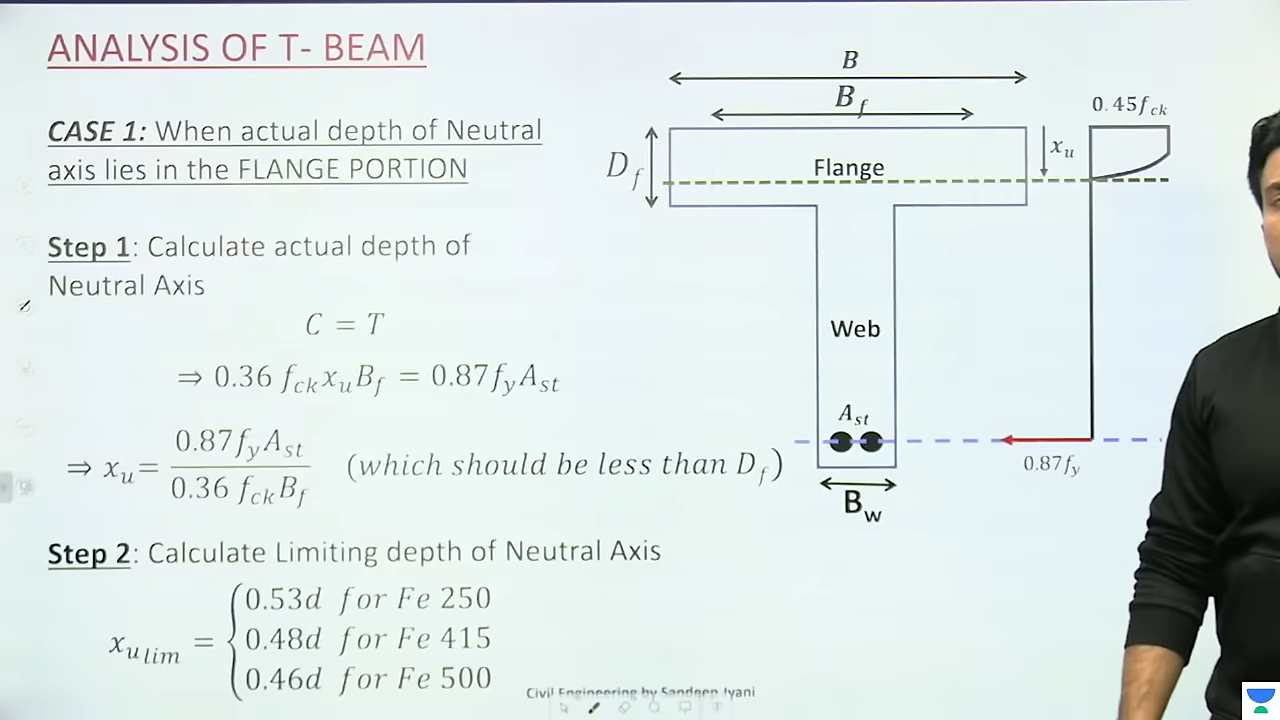 ANALYSIS OF T- BEAM
CASE 1: When actual depth of Neutral
axis lies in the FLANGE PORTION
Step 1: Calculate actual depth of
Neutral Axis
C = T
⇒ 0.36 f_ck x_u B_f = 0.87 f_y A_st
⇒ x_u = 0.87 f_y A_st / 0.36 f_ck B_f (which should be less than D_f)
Step 2: Calculate Limiting depth of Neutral Axis
x_u lim = { 0.53d for Fe 250
0.48d for Fe 415
0.46d for Fe 500
B
B_f
0.45f_ck
D_f
Flange
x_u
Web
A_st
0.87f_y
B_w
Civil Engineering by Sandeep Jyani